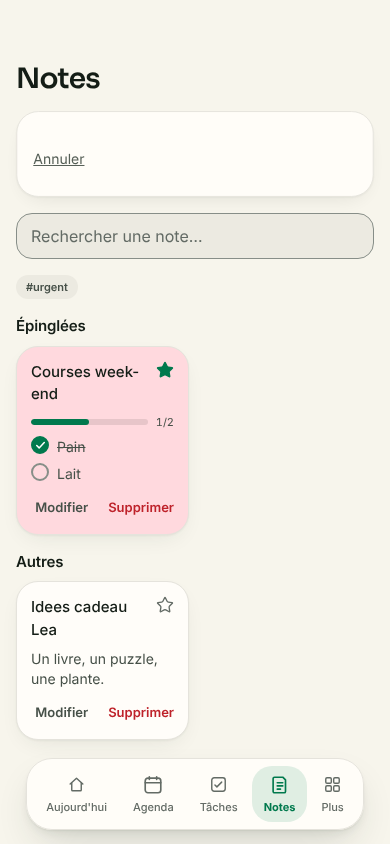 Notes
Annuler
Rechercher une note...
#urgent
Épinglées
Courses week-
end
1/2
Pain
Lait
Modifier Supprimer
Autres
Idees cadeau
Lea
Un livre, un puzzle,
une plante.
Modifier Supprimer
Aujourd'hui Agenda Tâches Notes Plus